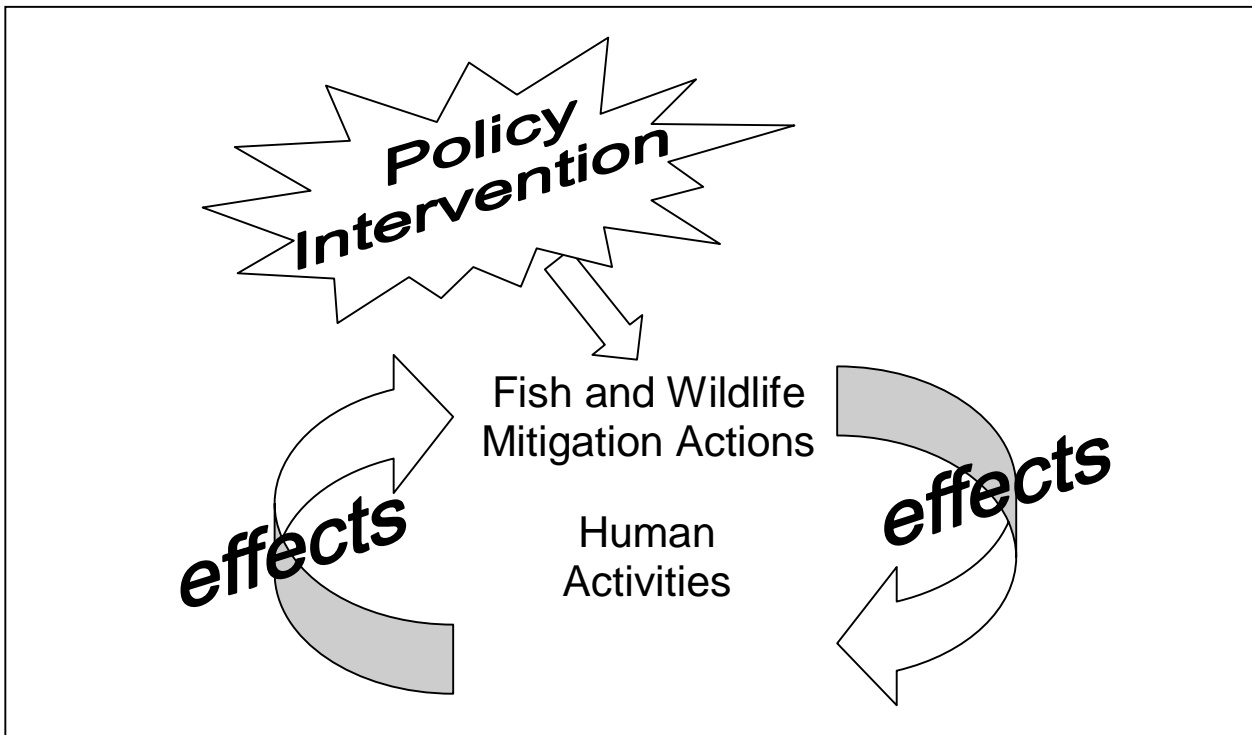 Policy
Intervention
Fish and Wildlife
Mitigation Actions
effects
effects
Human
Activities